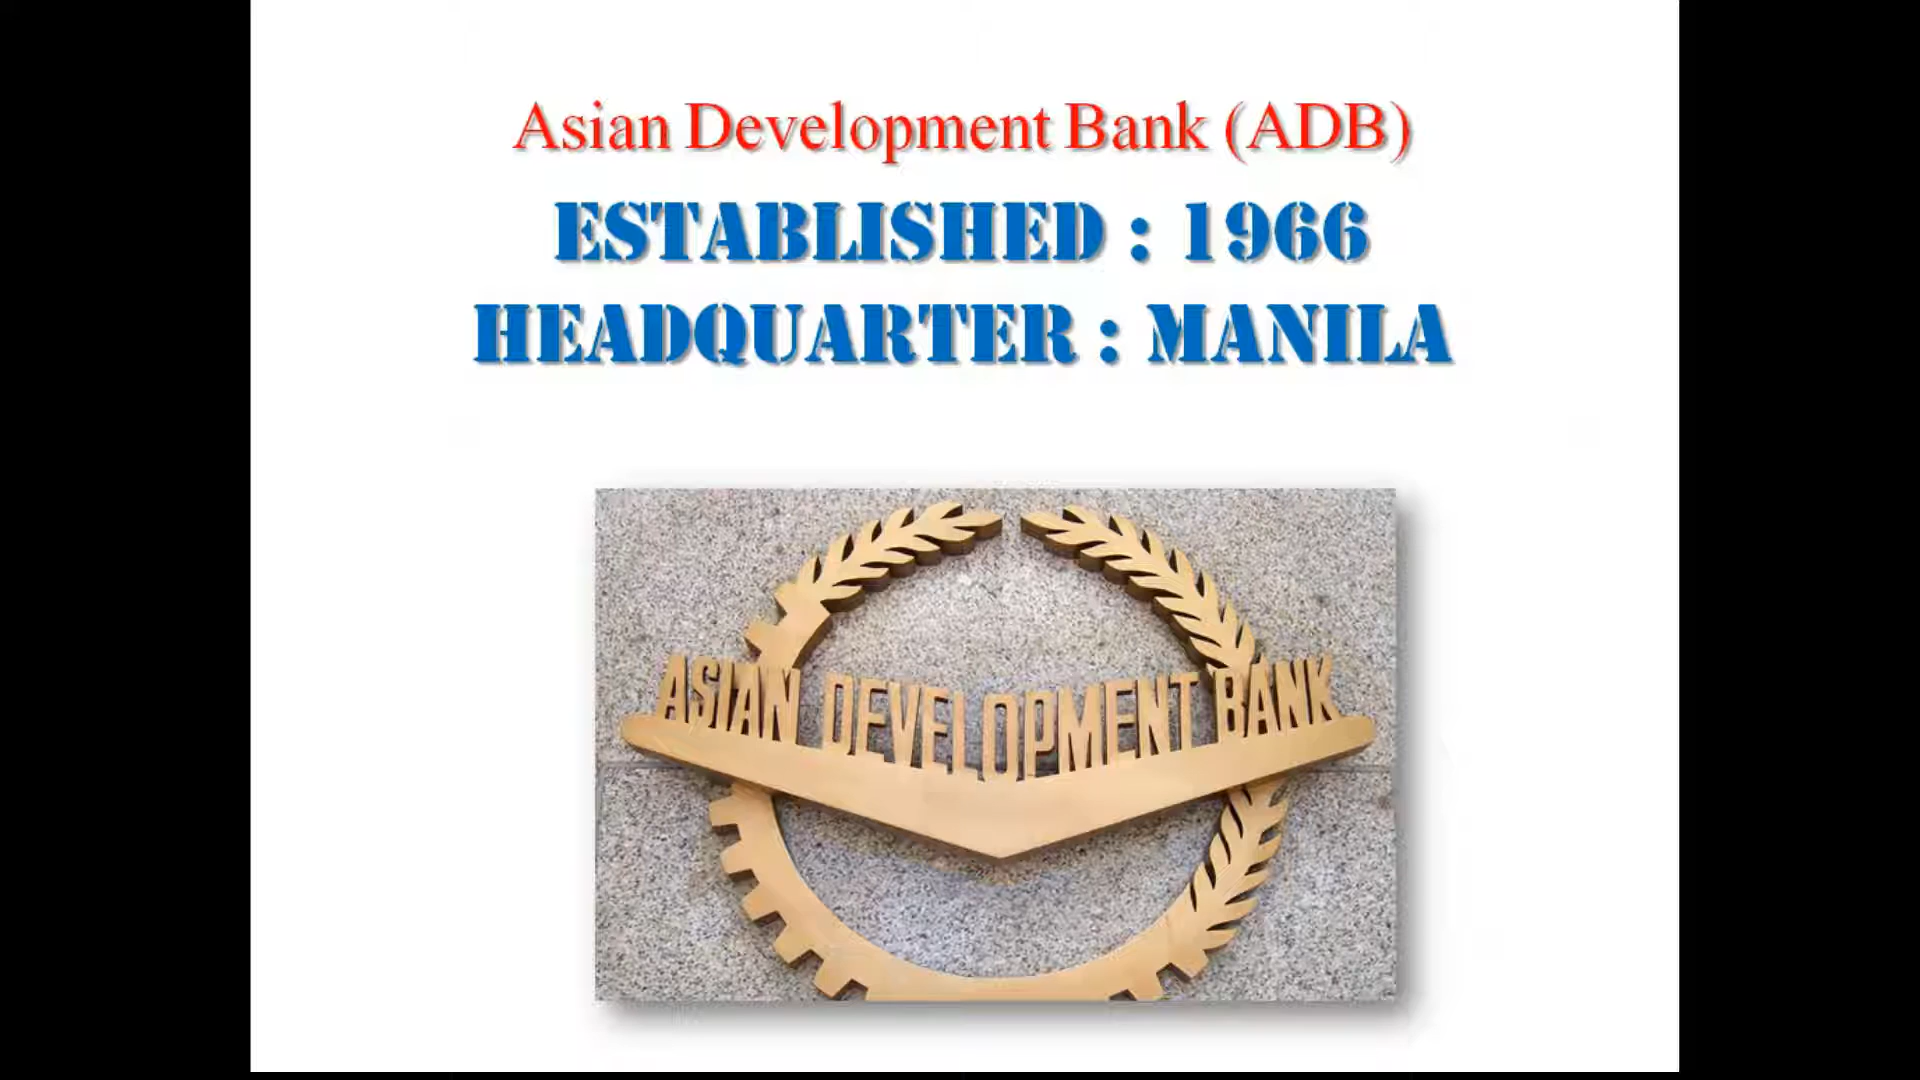 Asian Development Bank (ADB)
ESTABLISHED : 1966
HEADQUARTER : MANILA
ASIAN DEVELOPMENT BANK